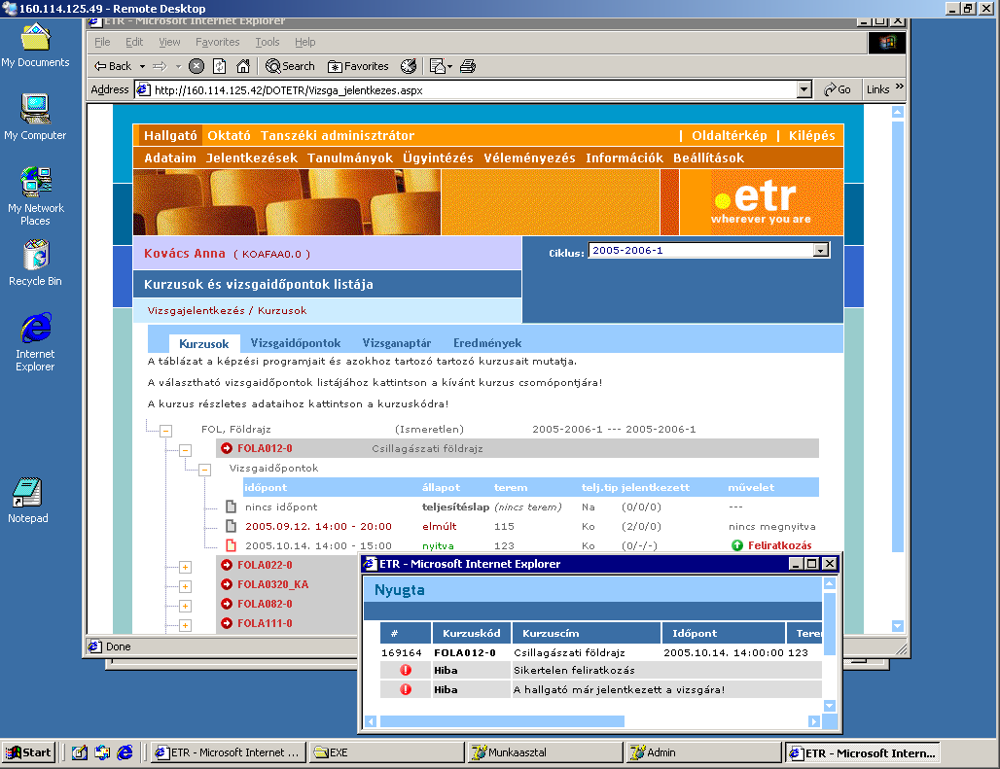 160.114.125.49 - Remote Desktop
ETR - Microsoft Internet Explorer
File Edit View Favorites Tools Help
Back Search Favorites
Address http://160.114.125.42/DOTETR/Vizsga_jelentkezes.aspx Go Links »
My Documents
My Computer
My Network Places
Recycle Bin
Internet Explorer
Notepad
Hallgató Oktató Tanszéki adminisztrátor | Oldaltérkép | Kilépés
Adataim Jelentkezések Tanulmányok Ügyintézés Véleményezés Információk Beállítások
etr
wherever you are
Kovács Anna ( KOAFAA0.0 )
Ciklus: 2005-2006-1
Kurzusok és vizsgaidőpontok listája
Vizsgajelentkezés / Kurzusok
Kurzusok Vizsgaidőpontok Vizsganaptár Eredmények
A táblázat a képzési programjait és azokhoz tartozó tartozó kurzusait mutatja.
A választható vizsgaidőpontok listájához kattintson a kívánt kurzus csomópontjára!
A kurzus részletes adataihoz kattintson a kurzuskódra!
FOL, Földrajz (Ismeretlen) 2005-2006-1 --- 2005-2006-1
FOLA012-0 Csillagászati földrajz
Vizsgaidőpontok
időpont állapot terem telj.tip jelentkezett művelet
nincs időpont teljesítéslap (nincs terem) Na (0/0/0) ---
2005.09.12. 14:00 - 20:00 elmúlt 115 Ko (2/0/0) nincs megnyitva
2005.10.14. 14:00 - 15:00 nyitva 123 Ko (0/-/-) Feliratkozás
FOLA022-0
FOLA0320_KA
FOLA082-0
FOLA111-0
Done
ETR - Microsoft Internet Explorer
Nyugta
# Kurzuskód Kurzuscím Időpont Terem
169164 FOLA012-0 Csillagászati földrajz 2005.10.14. 14:00:00 123
Hiba Sikertelen feliratkozás
Hiba A hallgató már jelentkezett a vizsgára!
Start ETR - Microsoft Internet ... EXE Munkaasztal Admin ETR - Microsoft Intern...